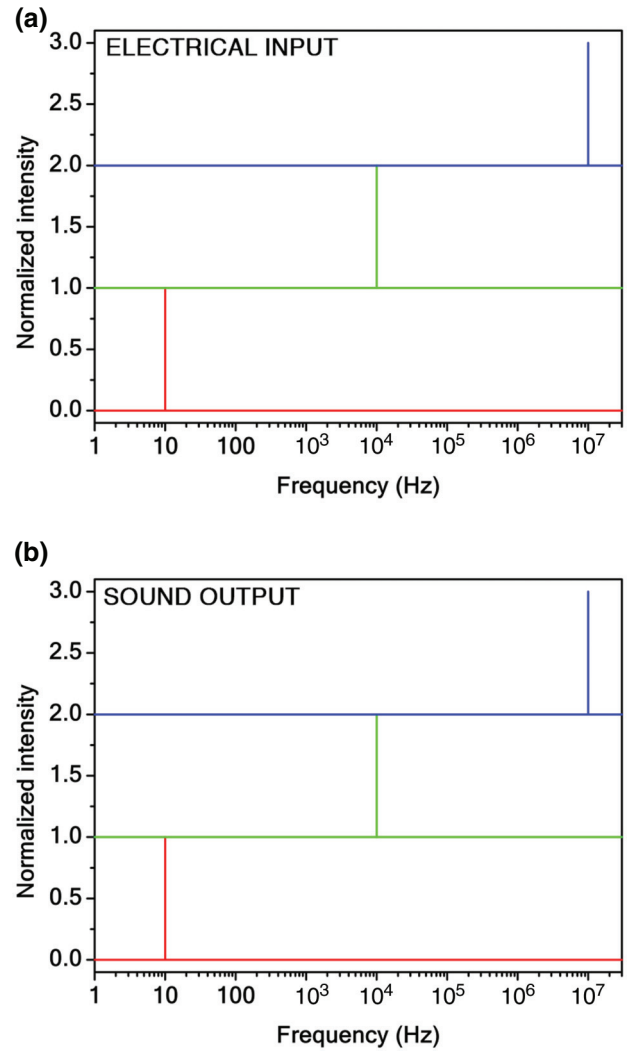 (a)
ELECTRICAL INPUT
Normalized intensity
3.0
2.5
2.0
1.5
1.0
0.5
0.0
1 10 100 10³ 10⁴ 10⁵ 10⁶ 10⁷
Frequency (Hz)
(b)
SOUND OUTPUT
Normalized intensity
3.0
2.5
2.0
1.5
1.0
0.5
0.0
1 10 100 10³ 10⁴ 10⁵ 10⁶ 10⁷
Frequency (Hz)